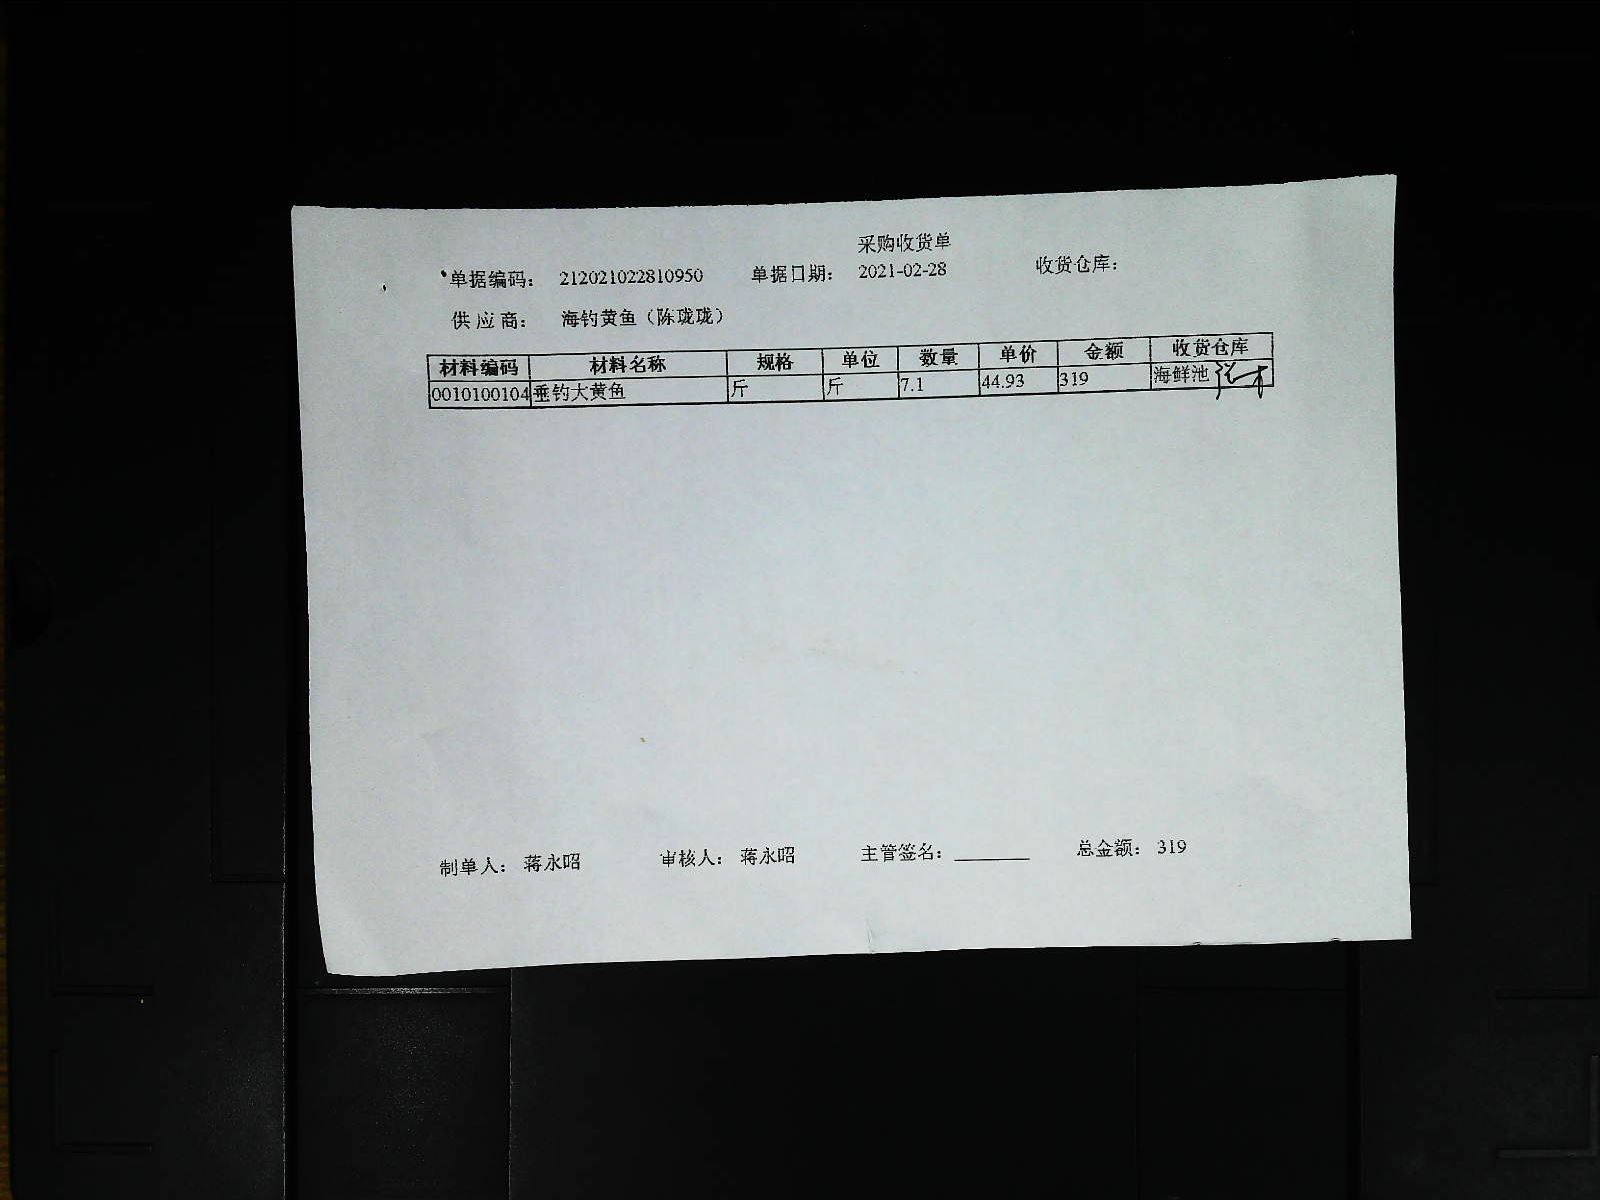 采购收货单
单据编码： 212021022810950 单据日期： 2021-02-28 收货仓库：
供应商： 海钓黄鱼（陈珑珑）
材料编码 材料名称 规格 单位 数量 单价 金额 收货仓库
0010100104 垂钓大黄鱼 斤 斤 7.1 44.93 319 海鲜池
制单人： 蒋永昭 审核人： 蒋永昭 主管签名：________ 总金额： 319